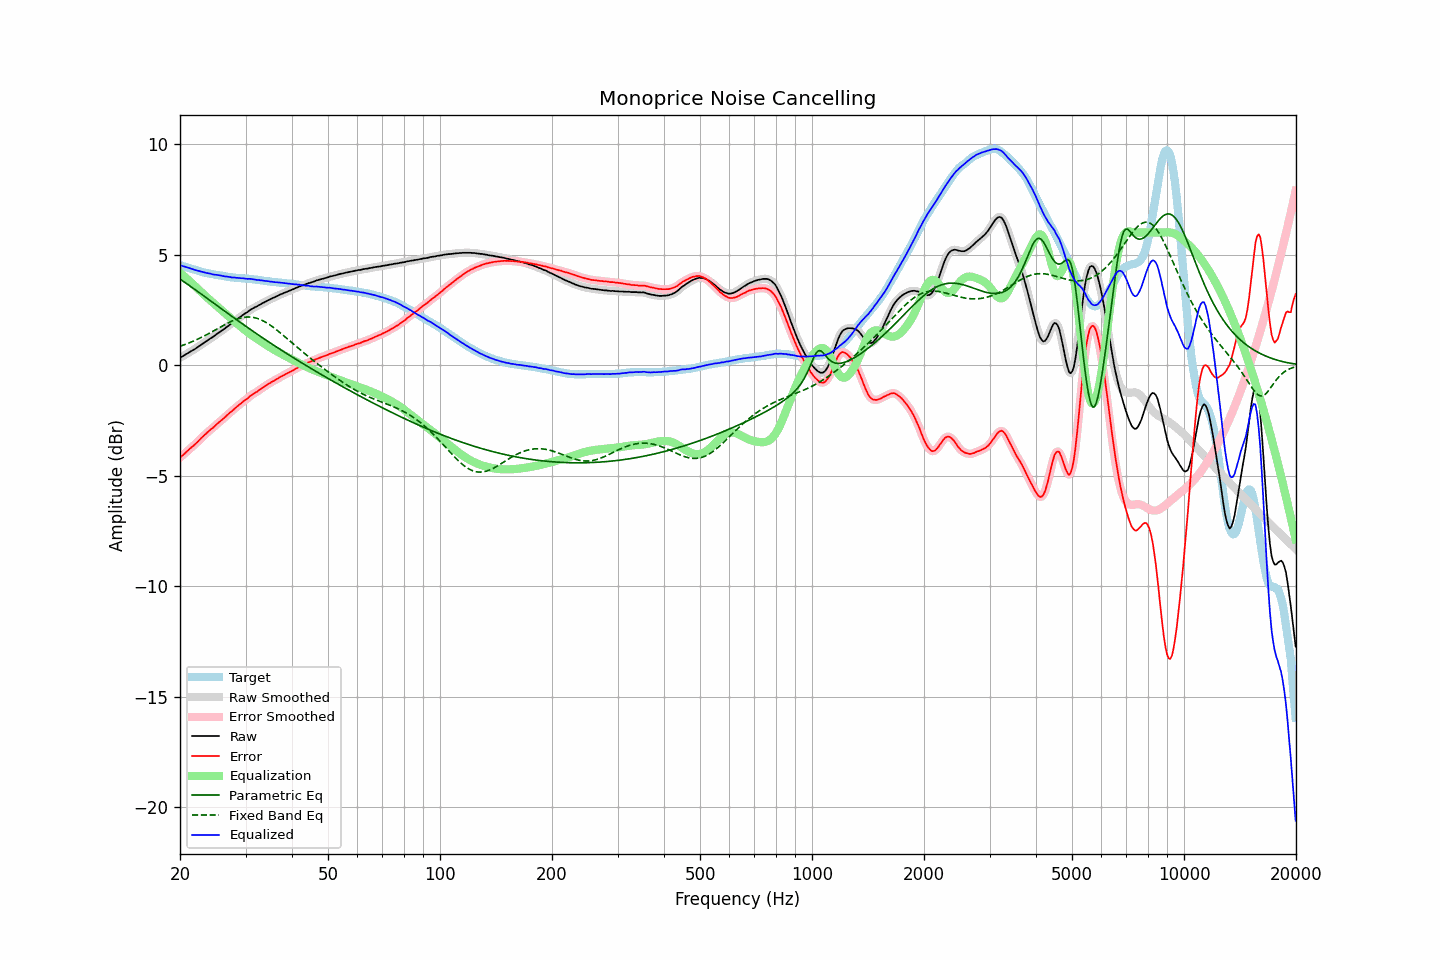 Monoprice Noise Cancelling
10
5
0
−5
−10
−15
−20
Amplitude (dBr)
Target
Raw Smoothed
Error Smoothed
Raw
Error
Equalization
Parametric Eq
Fixed Band Eq
Equalized
20 50 100 200 500 1000 2000 5000 10000 20000
Frequency (Hz)